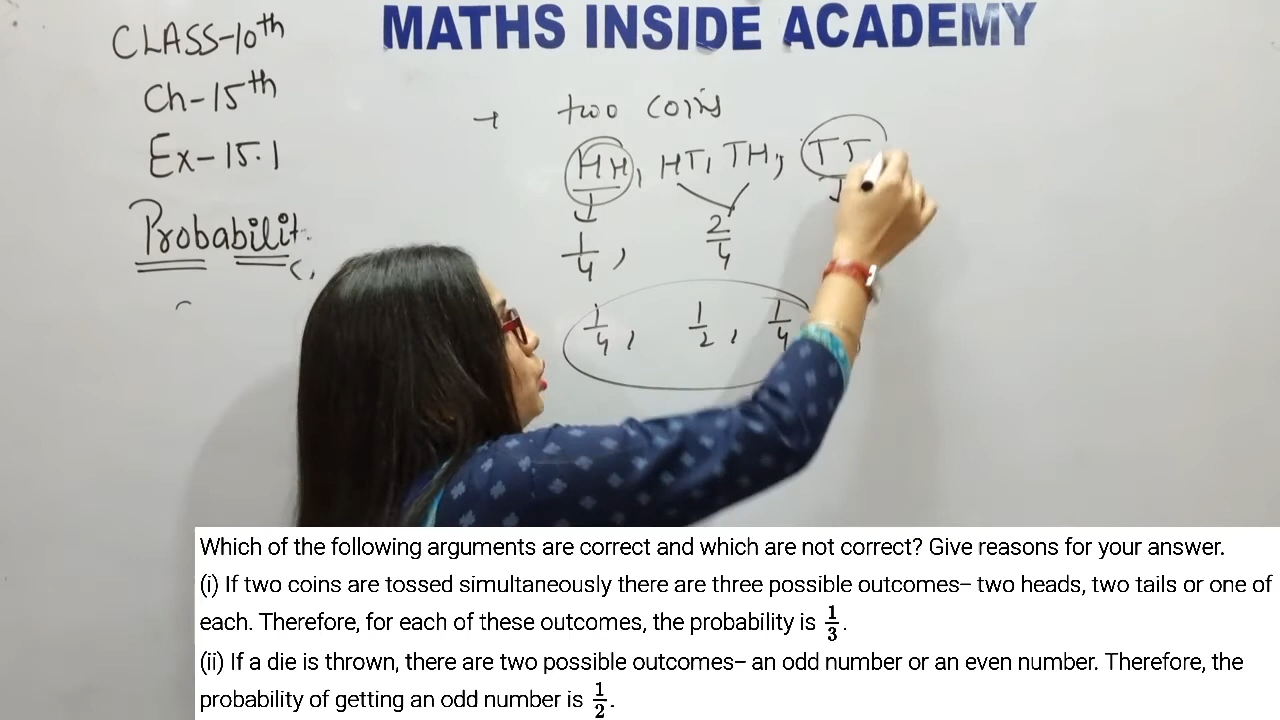 MATHS INSIDE ACADEMY
CLASS-10th
Ch-15th
Ex-15.1
Probabilit
→ two coins
HH, HT, TH, TT
1/4, 2/4
1/4, 1/2, 1/4
Which of the following arguments are correct and which are not correct? Give reasons for your answer.
(i) If two coins are tossed simultaneously there are three possible outcomes– two heads, two tails or one of
each. Therefore, for each of these outcomes, the probability is 1/3.
(ii) If a die is thrown, there are two possible outcomes– an odd number or an even number. Therefore, the
probability of getting an odd number is 1/2.